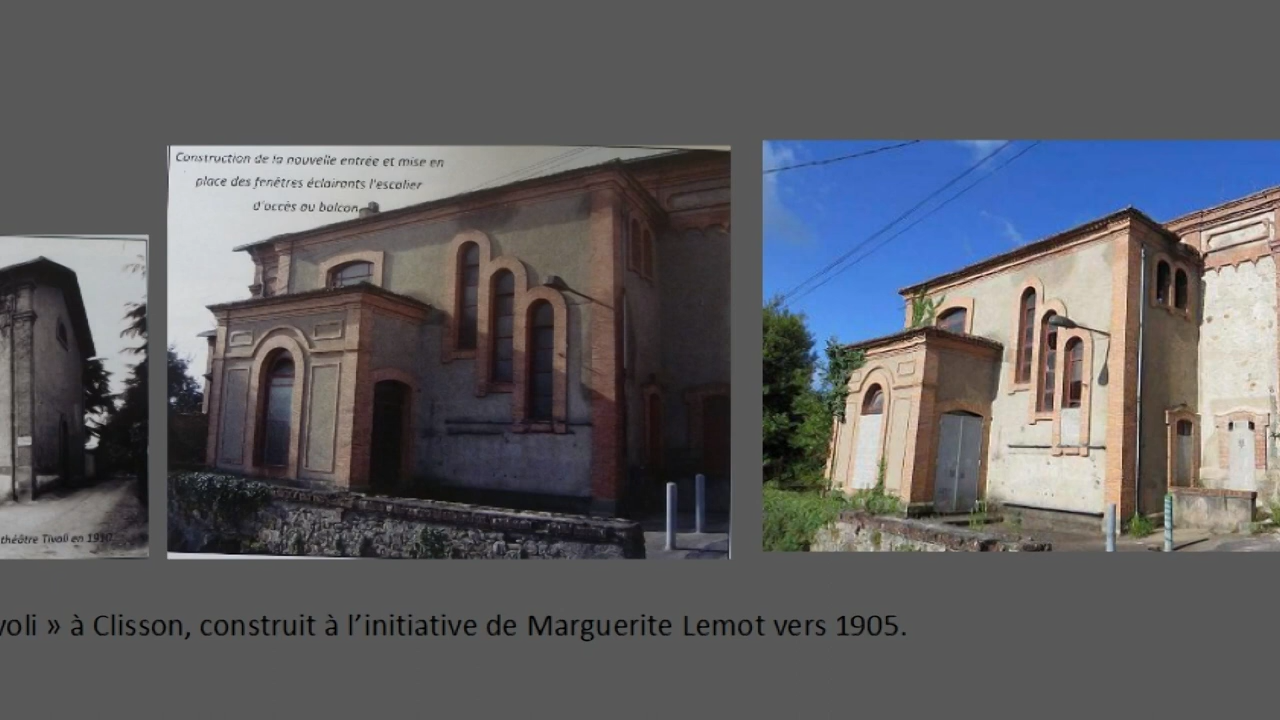 Construction de la nouvelle entrée et mise en
place des fenêtres éclairants l'escalier
d'accès au balcon
théâtre Tivoli en 1910
voli » à Clisson, construit à l’initiative de Marguerite Lemot vers 1905.